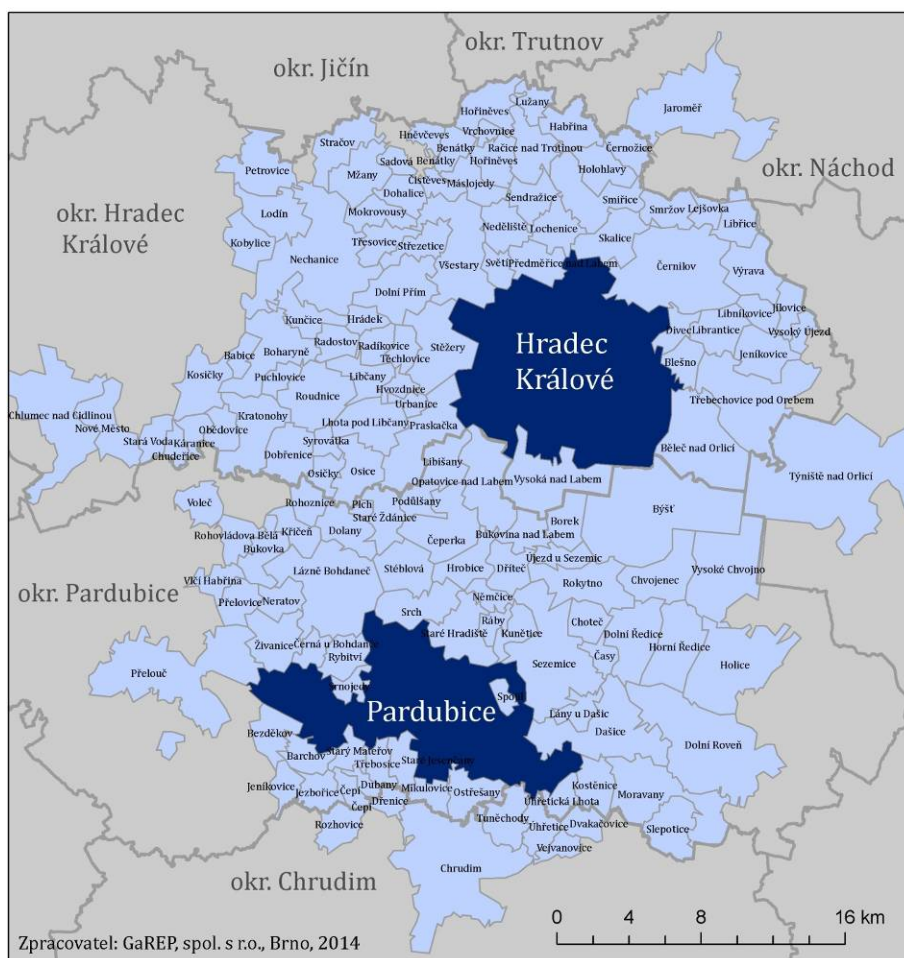 okr. Trutnov
okr. Jičín
Lužany
Hořiněves
Jaroměř
Habřina
Vrchovnice
Hněvčeves
Stračov
Benátky
Račice nad Trotinou
Černožice
Sadová
Benátky
Hořiněves
Holohlavy
okr. Náchod
Petrovice
Mžany
Čistěves
Máslojedy
Dohalice
Sendražice
Smiřice
okr. Hradec
Králové
Lodín
Mokrovousy
Smržov
Lejšovka
Neděliště
Lochenice
Libřice
Kobylice
Třesovice
Střezetice
Skalice
Nechanice
Všestary
Světí
Předměřice nad Labem
Černilov
Výrava
Dolní Přím
Libníkovice
Jílovice
Kunčice
Hrádek
Divec
Librantice
Vysoký Újezd
Hradec
Králové
Babice
Boharyně
Radostov
Radíkovice
Stěžery
Blešno
Jeníkovice
Těchlovice
Kosičky
Puchlovice
Libčany
Hvozdnice
Roudnice
Urbanice
Třebechovice pod Orebem
Chlumec nad Cidlinou
Nové Město
Obědovice
Kratonohy
Lhota pod Libčany
Praskačka
Stará Voda
Káranice
Syrovátka
Chudeřice
Dobřenice
Běleč nad Orlicí
Osičky
Osice
Libišany
Týniště nad Orlicí
Opatovice nad Labem
Vysoká nad Labem
Voleč
Rohoznice
Plch
Podůlšany
Býšť
Staré Ždánice
Borek
Rohovládova Bělá
Křičeň
Dolany
Bukovka
Čeperka
Bukovina nad Labem
Újezd u Sezemic
Lázně Bohdaneč
Stéblová
Hrobice
Dříteč
Vysoké Chvojno
Vlčí Habřina
Rokytno
Chvojenec
okr. Pardubice
Přelovice
Neratov
Němčice
Srch
Ráby
Choteč
Staré Hradiště
Kunětice
Dolní Ředice
Živanice
Černá u Bohdanče
Horní Ředice
Rybitví
Sezemice
Časy
Holice
Přelouč
Srnojedy
Spojil
Pardubice
Lány u Dašic
Dašice
Bezděkov
Starý Mateřov
Barchov
Staré Jesenčany
Dolní Roveň
Třebosice
Jeníkovice
Jezbořice
Čepí
Dubany
Mikulovice
Ostřešany
Kostěnice
Moravany
Čepí
Dřenice
Úhřetická Lhota
Rozhovice
Tuněchody
Úhřetice
Dvakačovice
Slepotice
Vejvanovice
Chrudim
okr. Chrudim
0 4 8 16 km
Zpracovatel: GaREP, spol. s r.o., Brno, 2014